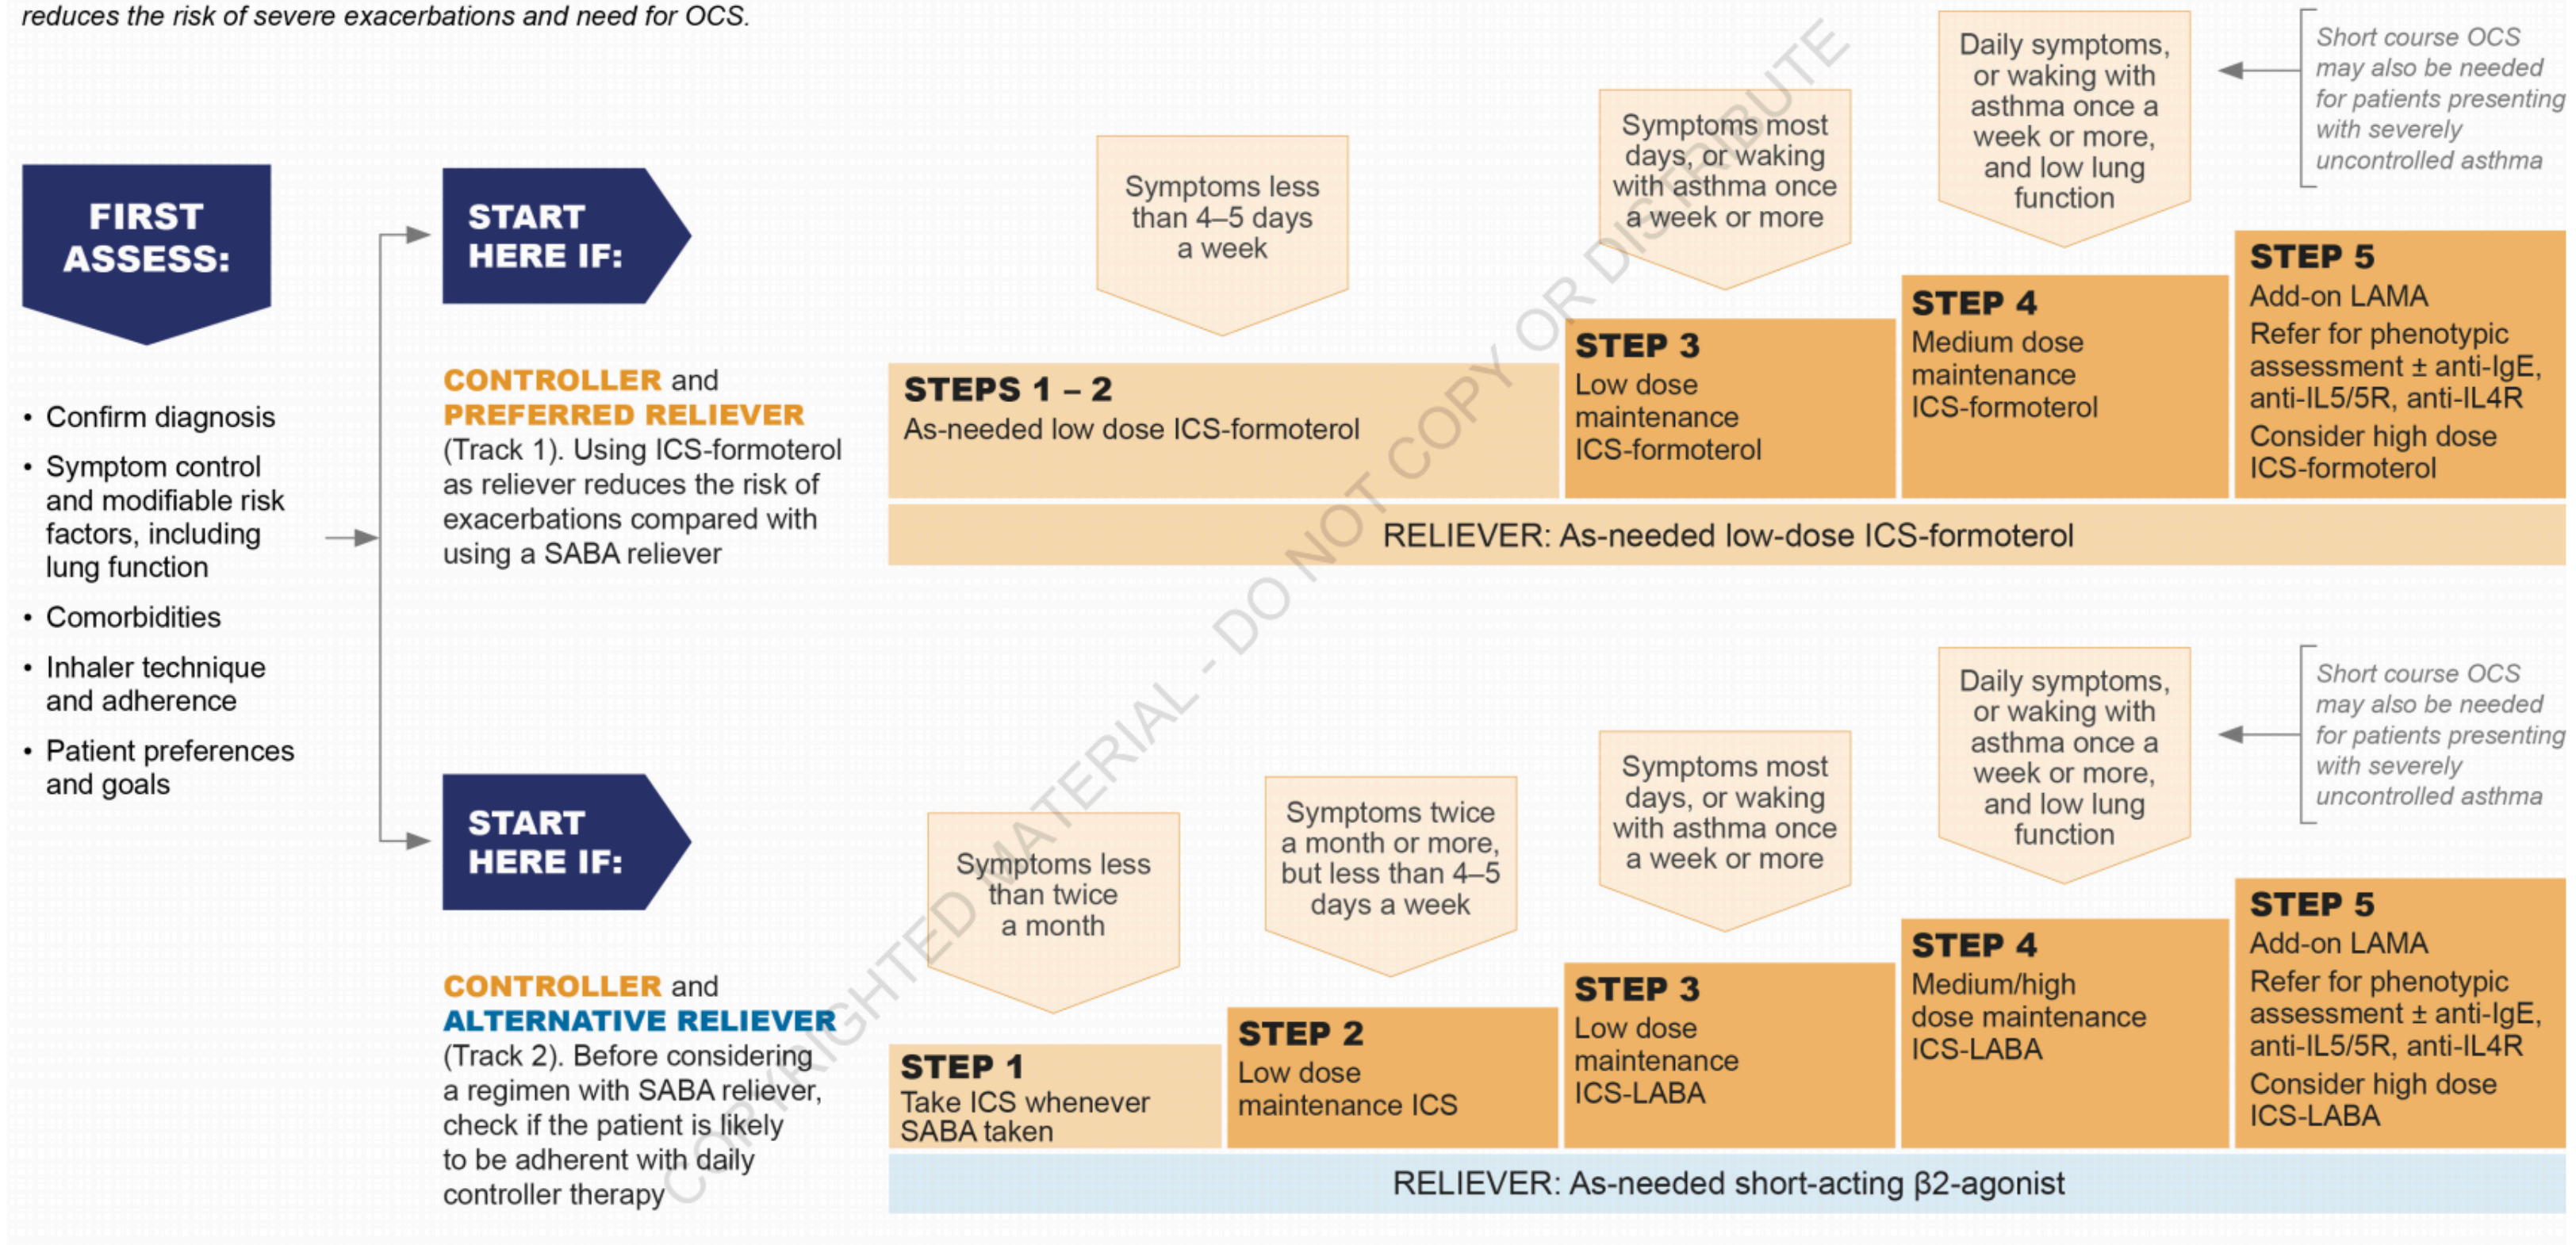 reduces the risk of severe exacerbations and need for OCS.
FIRST
ASSESS:
• Confirm diagnosis
• Symptom control
and modifiable risk
factors, including
lung function
• Comorbidities
• Inhaler technique
and adherence
• Patient preferences
and goals
START
HERE IF:
CONTROLLER and
PREFERRED RELIEVER
(Track 1). Using ICS-formoterol
as reliever reduces the risk of
exacerbations compared with
using a SABA reliever
Symptoms less
than 4–5 days
a week
Symptoms most
days, or waking
with asthma once
a week or more
Daily symptoms,
or waking with
asthma once a
week or more,
and low lung
function
Short course OCS
may also be needed
for patients presenting
with severely
uncontrolled asthma
STEPS 1 – 2
As-needed low dose ICS-formoterol
STEP 3
Low dose
maintenance
ICS-formoterol
STEP 4
Medium dose
maintenance
ICS-formoterol
STEP 5
Add-on LAMA
Refer for phenotypic
assessment ± anti-IgE,
anti-IL5/5R, anti-IL4R
Consider high dose
ICS-formoterol
RELIEVER: As-needed low-dose ICS-formoterol
START
HERE IF:
CONTROLLER and
ALTERNATIVE RELIEVER
(Track 2). Before considering
a regimen with SABA reliever,
check if the patient is likely
to be adherent with daily
controller therapy
Symptoms less
than twice
a month
Symptoms twice
a month or more,
but less than 4–5
days a week
Symptoms most
days, or waking
with asthma once
a week or more
Daily symptoms,
or waking with
asthma once a
week or more,
and low lung
function
Short course OCS
may also be needed
for patients presenting
with severely
uncontrolled asthma
STEP 1
Take ICS whenever
SABA taken
STEP 2
Low dose
maintenance ICS
STEP 3
Low dose
maintenance
ICS-LABA
STEP 4
Medium/high
dose maintenance
ICS-LABA
STEP 5
Add-on LAMA
Refer for phenotypic
assessment ± anti-IgE,
anti-IL5/5R, anti-IL4R
Consider high dose
ICS-LABA
RELIEVER: As-needed short-acting β2-agonist
COPYRIGHTED MATERIAL - DO NOT COPY OR DISTRIBUTE